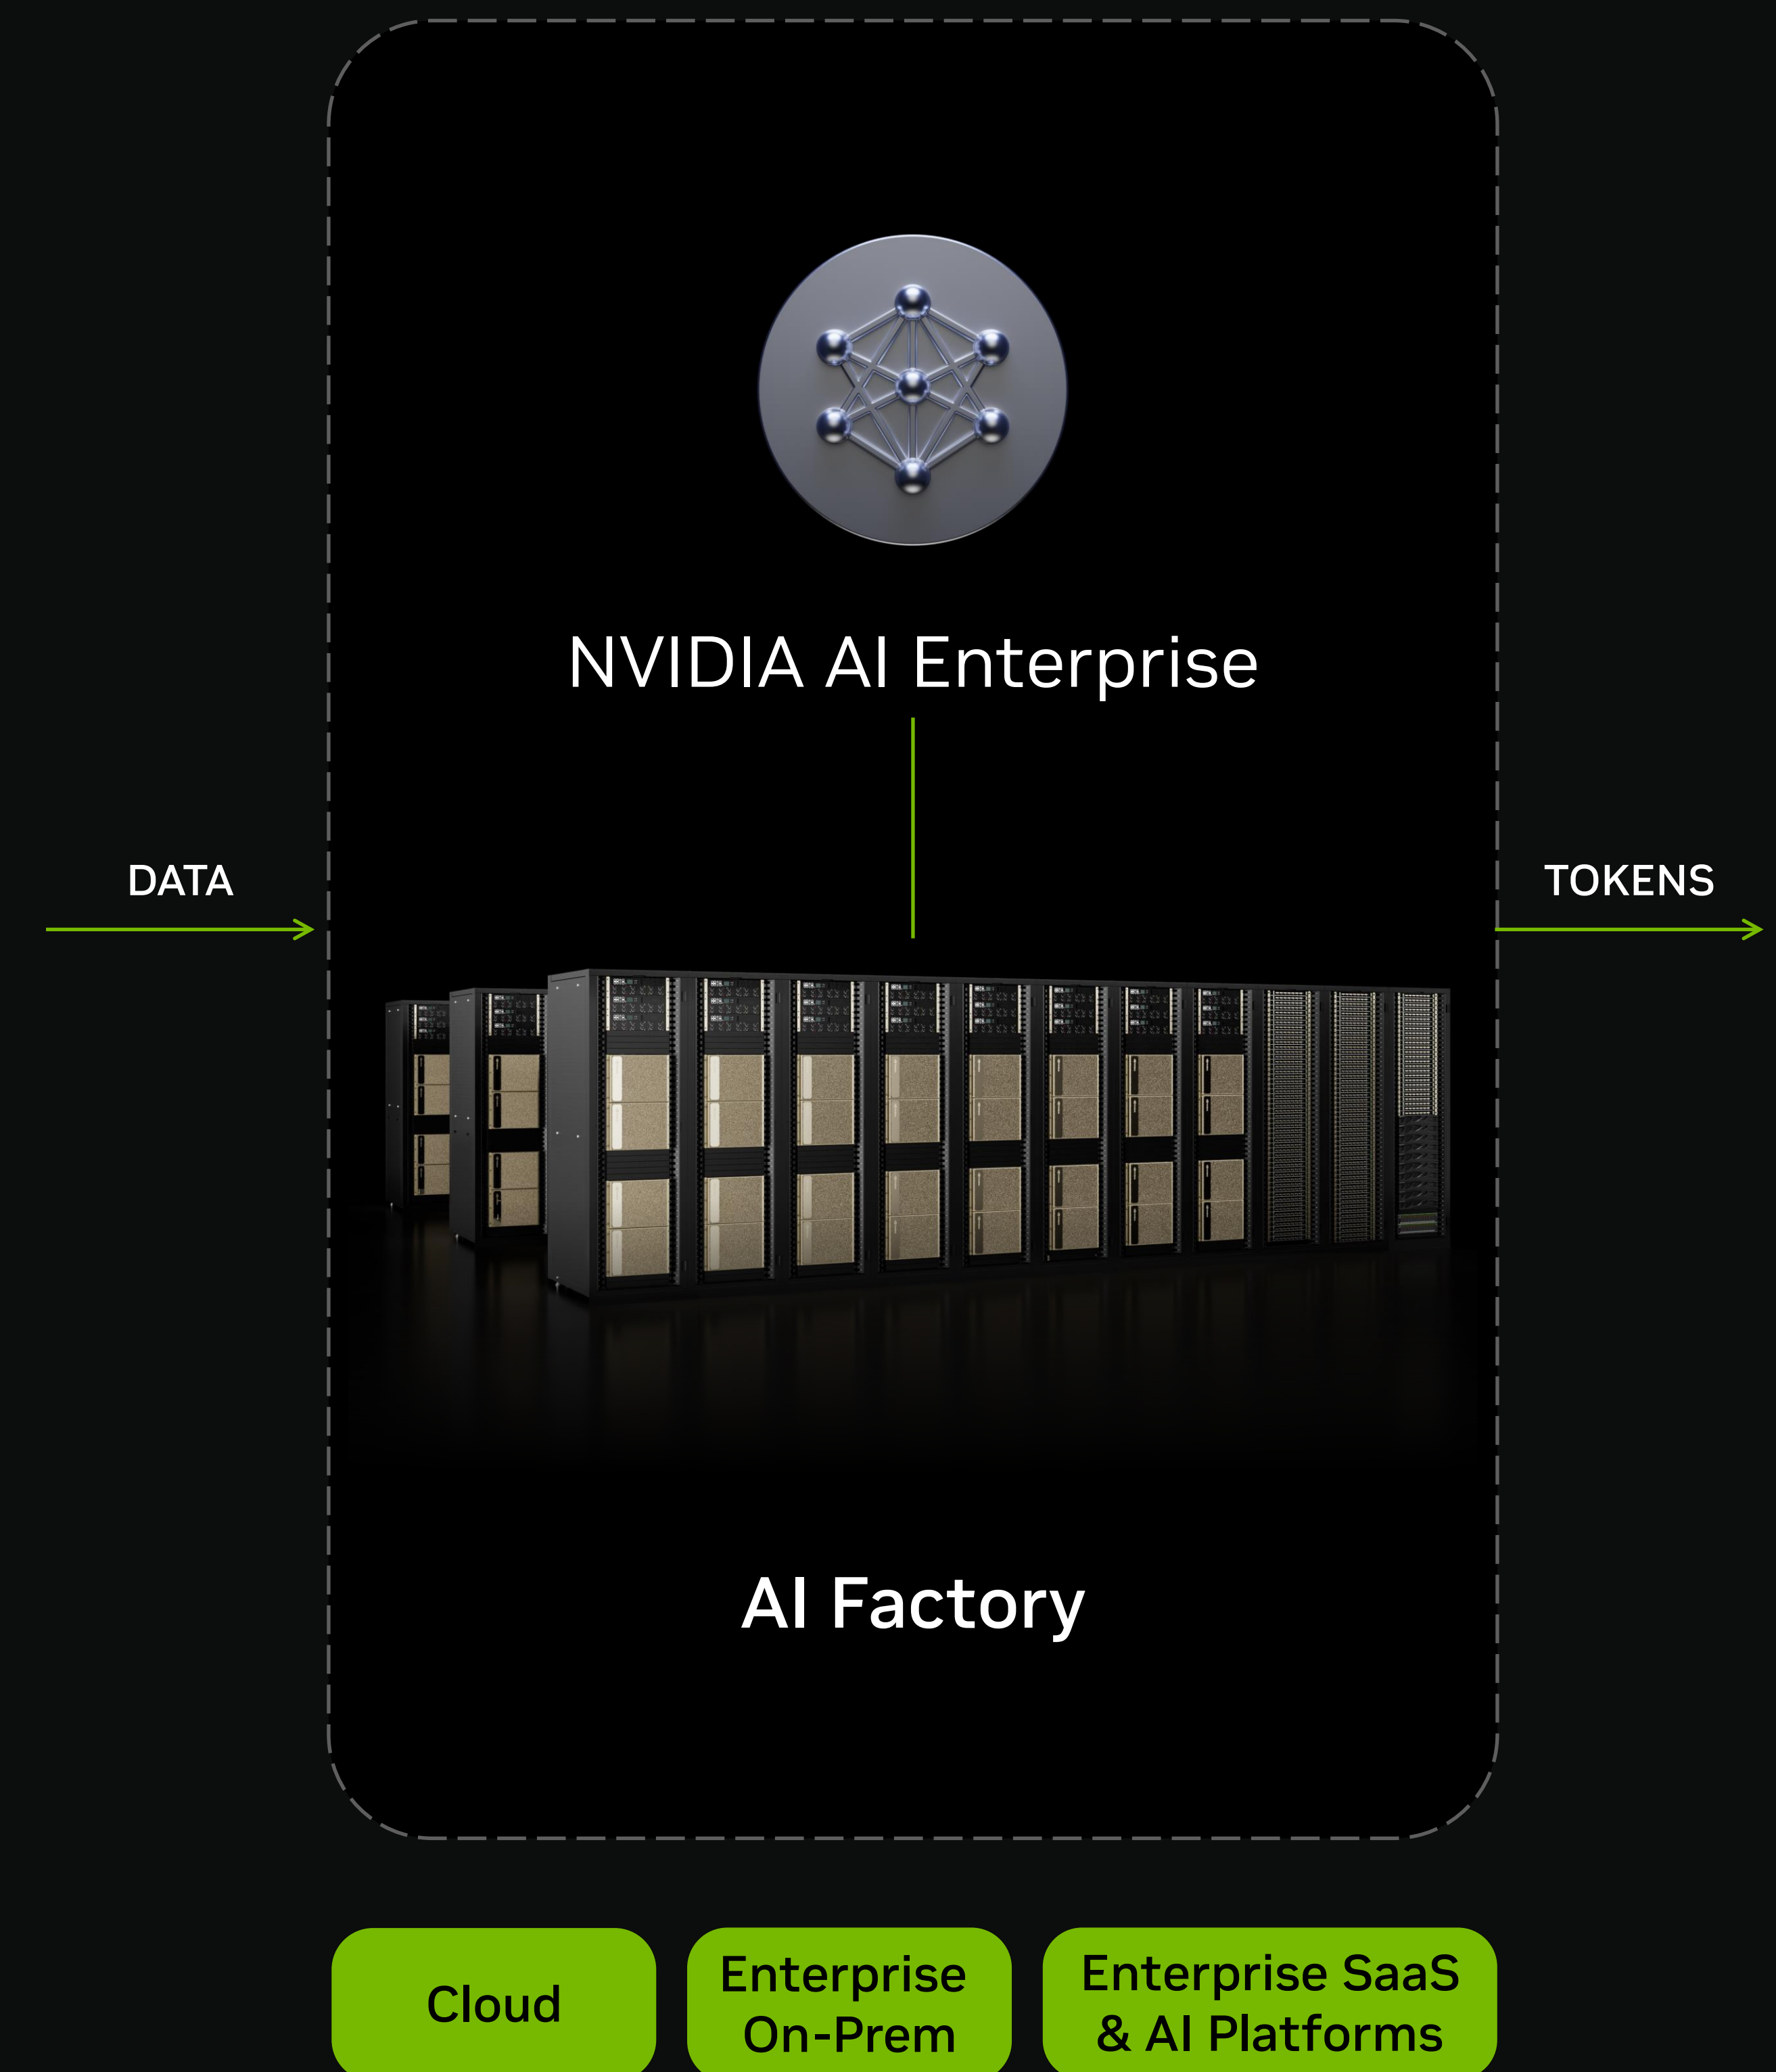 NVIDIA AI Enterprise
DATA
TOKENS
AI Factory
Cloud
Enterprise
On-Prem
Enterprise SaaS
& AI Platforms